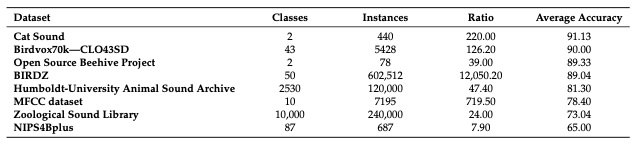 Dataset Classes Instances Ratio Average Accuracy
Cat Sound 2 440 220.00 91.13
Birdvox70k—CLO43SD 43 5428 126.20 90.00
Open Source Beehive Project 2 78 39.00 89.33
BIRDZ 50 602,512 12,050.20 89.04
Humboldt-University Animal Sound Archive 2530 120,000 47.40 81.30
MFCC dataset 10 7195 719.50 78.40
Zoological Sound Library 10,000 240,000 24.00 73.04
NIPS4Bplus 87 687 7.90 65.00